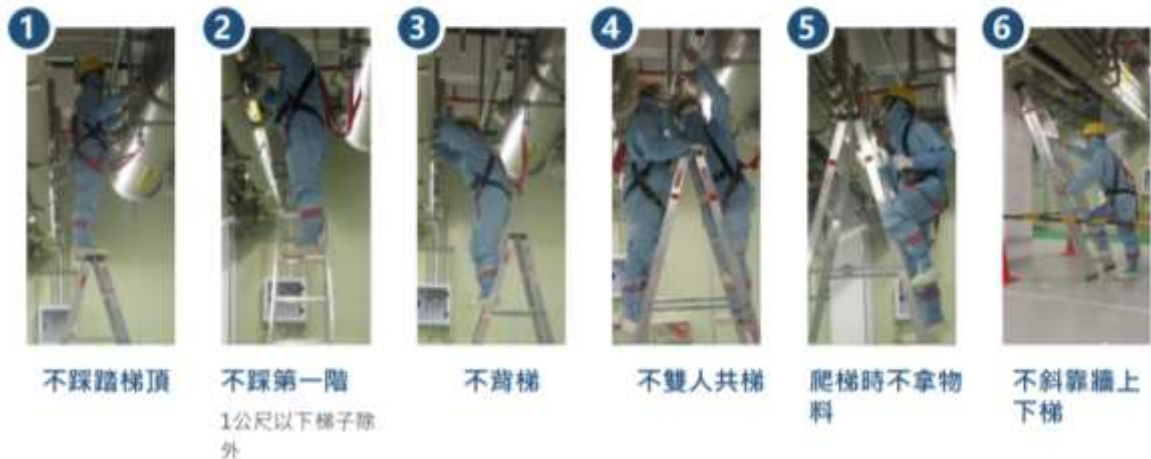 1
2
3
4
5
6
不踩踏梯頂
不踩第一階
1公尺以下梯子除
外
不背梯
不雙人共梯
爬梯時不拿物
料
不斜靠牆上
下梯